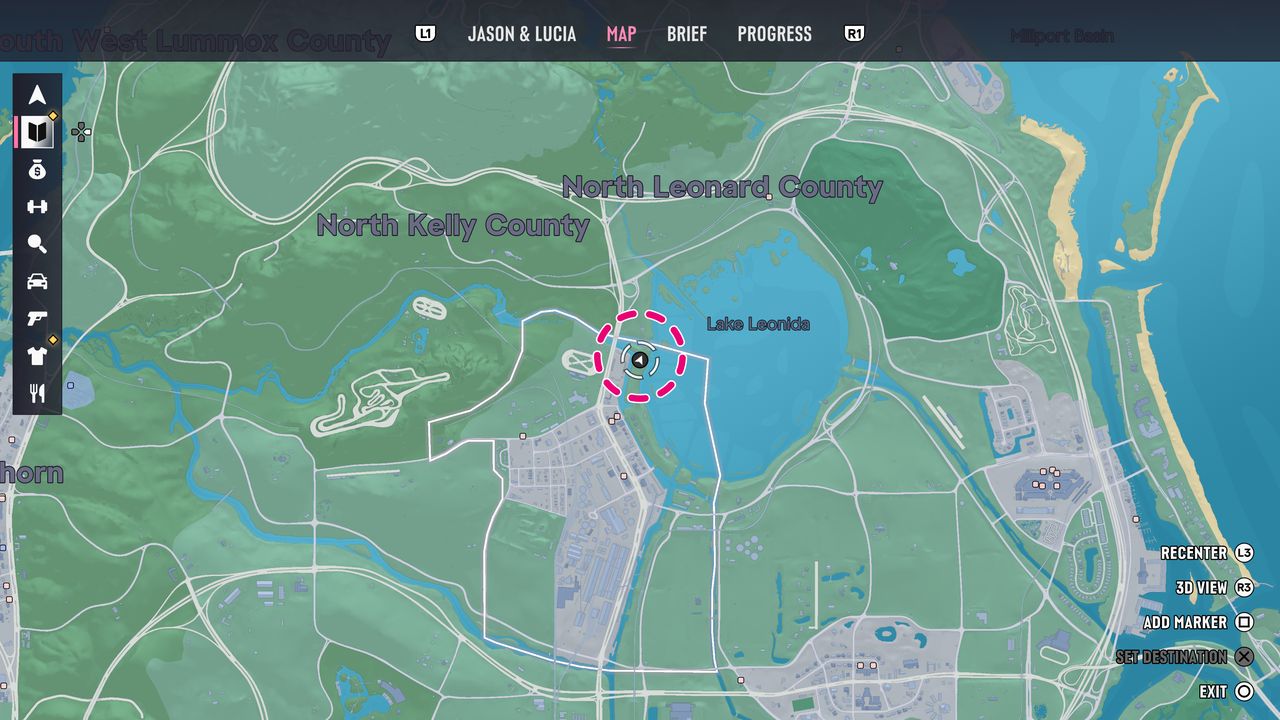 L1 JASON & LUCIA MAP BRIEF PROGRESS R1
outh West Lummox County
Millport Basin
North Leonard County
North Kelly County
Lake Leonida
horn
RECENTER L3
3D VIEW R3
ADD MARKER
SET DESTINATION
EXIT